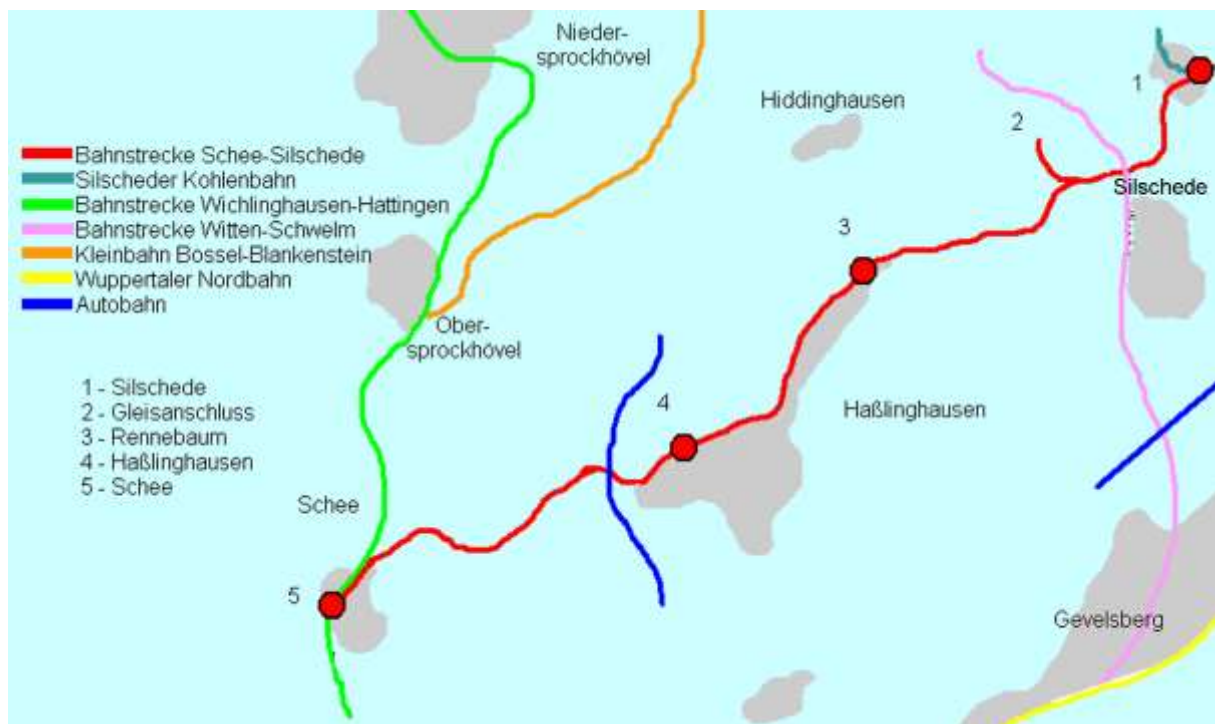 Nieder-
sprockhövel
Hiddinghausen
1
2
Bahnstrecke Schee-Silschede
Silscheder Kohlenbahn
Bahnstrecke Wichlinghausen-Hattingen
Bahnstrecke Witten-Schwelm
Kleinbahn Bossel-Blankenstein
Wuppertaler Nordbahn
Autobahn
Silschede
3
Ober-
sprockhövel
1 - Silschede
2 - Gleisanschluss
3 - Rennebaum
4 - Haßlinghausen
5 - Schee
4
Haßlinghausen
Schee
5
Gevelsberg